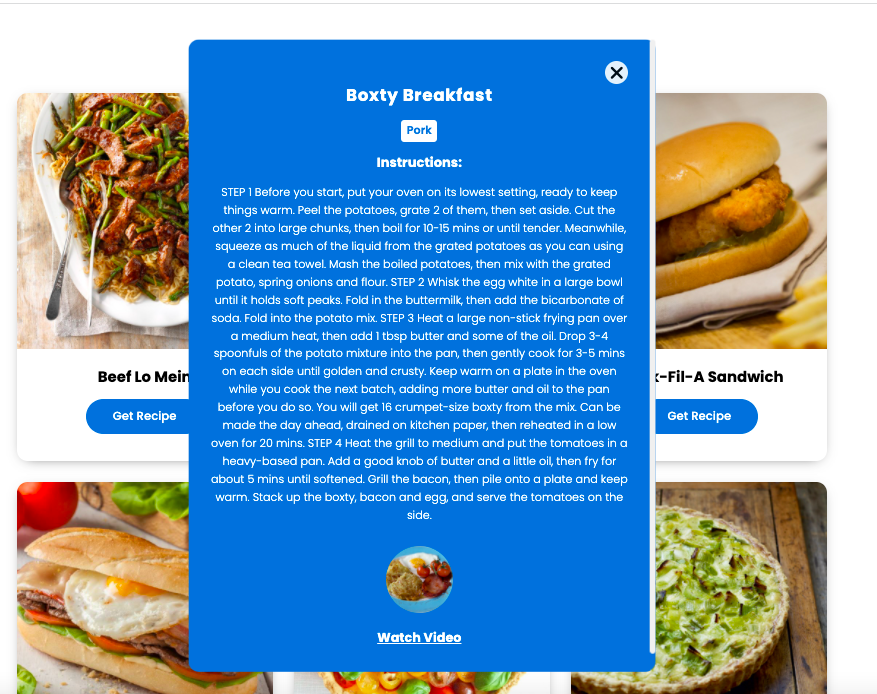 Boxty Breakfast
Pork
Instructions:
STEP 1 Before you start, put your oven on its lowest setting, ready to keep
things warm. Peel the potatoes, grate 2 of them, then set aside. Cut the
other 2 into large chunks, then boil for 10-15 mins or until tender. Meanwhile,
squeeze as much of the liquid from the grated potatoes as you can using
a clean tea towel. Mash the boiled potatoes, then mix with the grated
potato, spring onions and flour. STEP 2 Whisk the egg white in a large bowl
until it holds soft peaks. Fold in the buttermilk, then add the bicarbonate of
soda. Fold into the potato mix. STEP 3 Heat a large non-stick frying pan over
a medium heat, then add 1 tbsp butter and some of the oil. Drop 3-4
spoonfuls of the potato mixture into the pan, then gently cook for 3-5 mins
on each side until golden and crusty. Keep warm on a plate in the oven
while you cook the next batch, adding more butter and oil to the pan
before you do so. You will get 16 crumpet-size boxty from the mix. Can be
made the day ahead, drained on kitchen paper, then reheated in a low
oven for 20 mins. STEP 4 Heat the grill to medium and put the tomatoes in a
heavy-based pan. Add a good knob of butter and a little oil, then fry for
about 5 mins until softened. Grill the bacon, then pile onto a plate and keep
warm. Stack up the boxty, bacon and egg, and serve the tomatoes on the
side.
Watch Video
Beef Lo Mein
Get Recipe
-Fil-A Sandwich
Get Recipe